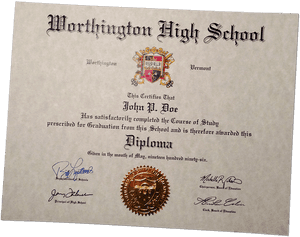 Worthington High School
Worthington Vermont
This Certifies That
John P. Doe
Has satisfactorily completed the Course of Study
prescribed for Graduation from this School and is therefore awarded this
Diploma
Given in the month of May, nineteen hundred ninety-six.